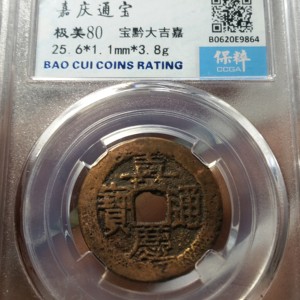 嘉庆通宝
极美80 宝黔大吉嘉
25.6*1.1mm*3.8g
BAO CUI COINS RATING
B0620E9864
保粹
CCGA
嘉慶通寶